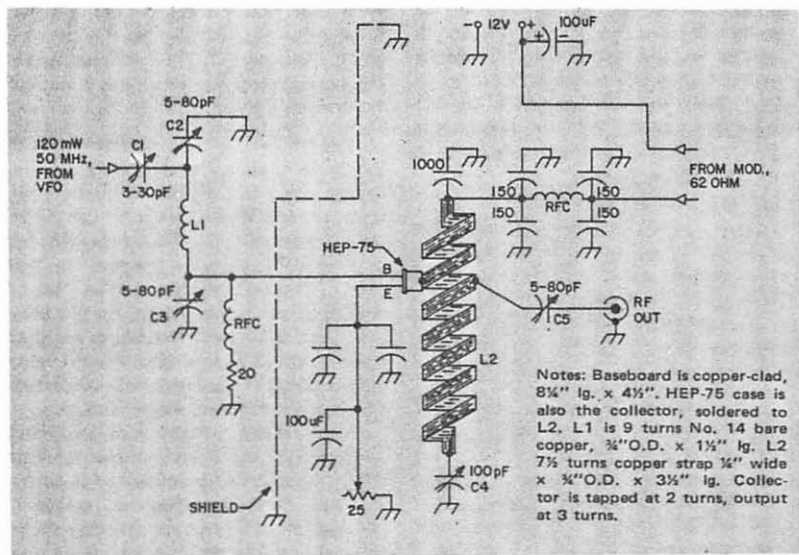 - 12V +
+ 100uF -
5-80pF
C2
120 mW
50 MHz,
FROM
VFO
C1
3-30pF
1000
150
RFC
150
150
150
FROM MOD.,
62 OHM
L1
HEP-75
B
E
5-80pF
C3
RFC
20
5-80pF
C5
RF
OUT
L2
100uF
25
SHIELD
100pF
C4
Notes: Baseboard is copper-clad,
8¼" lg. x 4½". HEP-75 case is
also the collector, soldered to
L2. L1 is 9 turns No. 14 bare
copper, ¾"O.D. x 1½" lg. L2
7½ turns copper strap ¼" wide
x ¾"O.D. x 3½" lg. Collec-
tor is tapped at 2 turns, output
at 3 turns.